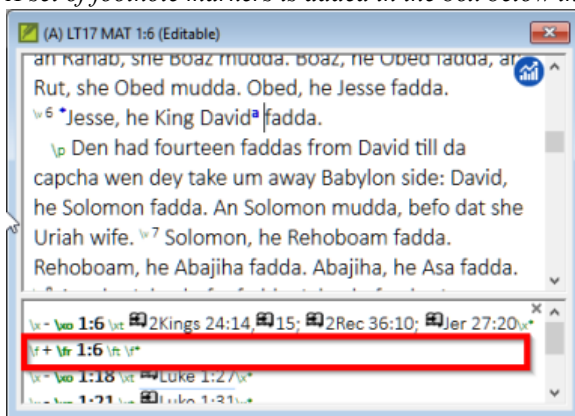 A set of footnote markers is added in the box below th
(A) LT17 MAT 1:6 (Editable)
an Rahab, she Boaz mudda. Boaz, he Obed fadda, an
Rut, she Obed mudda. Obed, he Jesse fadda.
\v 6 *Jesse, he King Davidª fadda.
\p Den had fourteen faddas from David till da
capcha wen dey take um away Babylon side: David,
he Solomon fadda. An Solomon mudda, befo dat she
Uriah wife. \v 7 Solomon, he Rehoboam fadda.
Rehoboam, he Abajiha fadda. Abajiha, he Asa fadda.
\x - \xo 1:6 \xt 2Kings 24:14, 15; 2Rec 36:10; Jer 27:20\x*
\f + \fr 1:6 \ft \f*
\x - \xo 1:18 \xt Luke 1:27\x*
\x - \xo 1:21 \xt Luke 1:31\x*